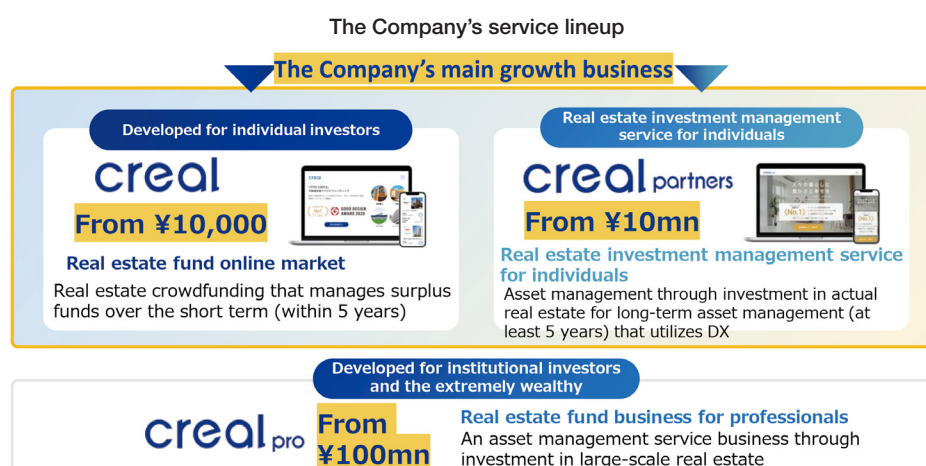 The Company's service lineup
The Company's main growth business
Developed for individual investors
creal
From ¥10,000
Real estate fund online market
Real estate crowdfunding that manages surplus
funds over the short term (within 5 years)
Real estate investment management
service for individuals
creal partners
From ¥10mn
Real estate investment management service
for individuals
Asset management through investment in actual
real estate for long-term asset management (at
least 5 years) that utilizes DX
Developed for institutional investors
and the extremely wealthy
creal pro
From
¥100mn
Real estate fund business for professionals
An asset management service business through
investment in large-scale real estate